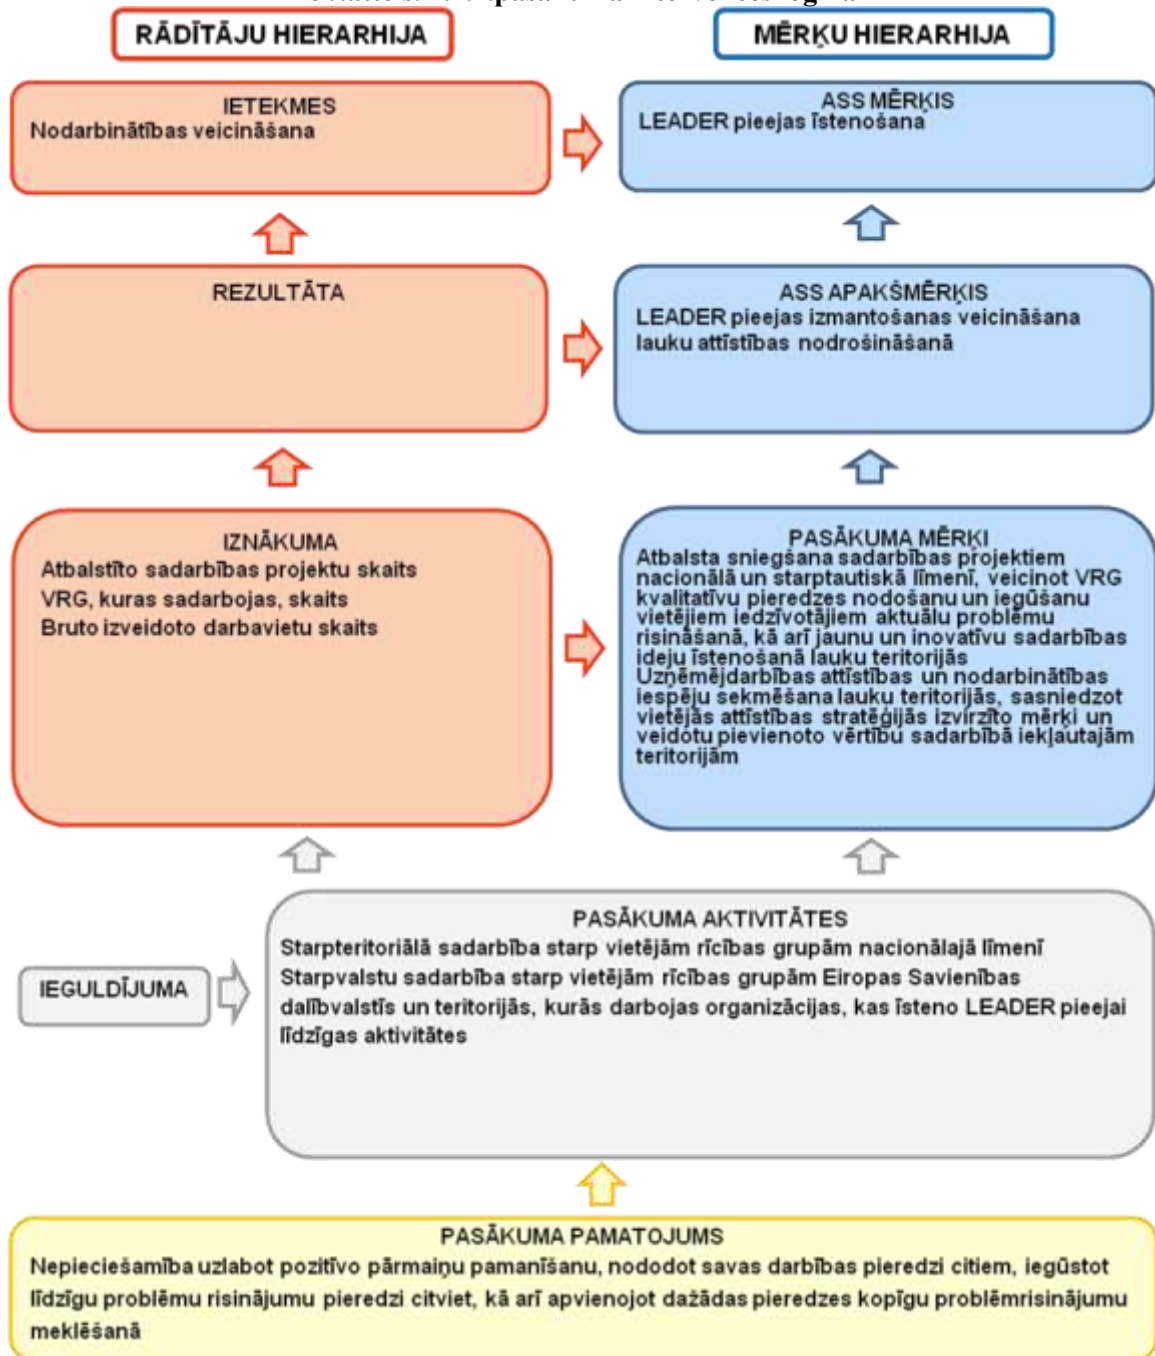 RĀDĪTĀJU HIERARHIJA
MĒRĶU HIERARHIJA
IETEKMES
Nodarbinātības veicināšana
ASS MĒRĶIS
LEADER pieejas īstenošana
REZULTĀTA
ASS APAKŠMĒRĶIS
LEADER pieejas izmantošanas veicināšana
lauku attīstības nodrošināšanā
IZNĀKUMA
Atbalstīto sadarbības projektu skaits
VRG, kuras sadarbojas, skaits
Bruto izveidoto darbavietu skaits
PASĀKUMA MĒRĶI
Atbalsta sniegšana sadarbības projektiem
nacionālā un starptautiskā līmenī, veicinot VRG
kvalitatīvu pieredzes nodošanu un iegūšanu
vietējiem iedzīvotājiem aktuālu problēmu
risināšanā, kā arī jaunu un inovatīvu sadarbības
ideju īstenošanā lauku teritorijās
Uzņēmējdarbības attīstības un nodarbinātības
iespēju sekmēšana lauku teritorijās, sasniedzot
vietējās attīstības stratēģijās izvirzīto mērķi un
veidotu pievienoto vērtību sadarbībā iekļautajām
teritorijām
IEGULDĪJUMA
PASĀKUMA AKTIVITĀTES
Starpteritoriālā sadarbība starp vietējām rīcības grupām nacionālajā līmenī
Starpvalstu sadarbība starp vietējām rīcības grupām Eiropas Savienības
dalībvalstīs un teritorijās, kurās darbojas organizācijas, kas īsteno LEADER pieejai
līdzīgas aktivitātes
PASĀKUMA PAMATOJUMS
Nepieciešamība uzlabot pozitīvo pārmaiņu pamanīšanu, nododot savas darbības pieredzi citiem, iegūstot
līdzīgu problēmu risinājumu pieredzi citviet, kā arī apvienojot dažādas pieredzes kopīgu problēmrisinājumu
meklēšanā